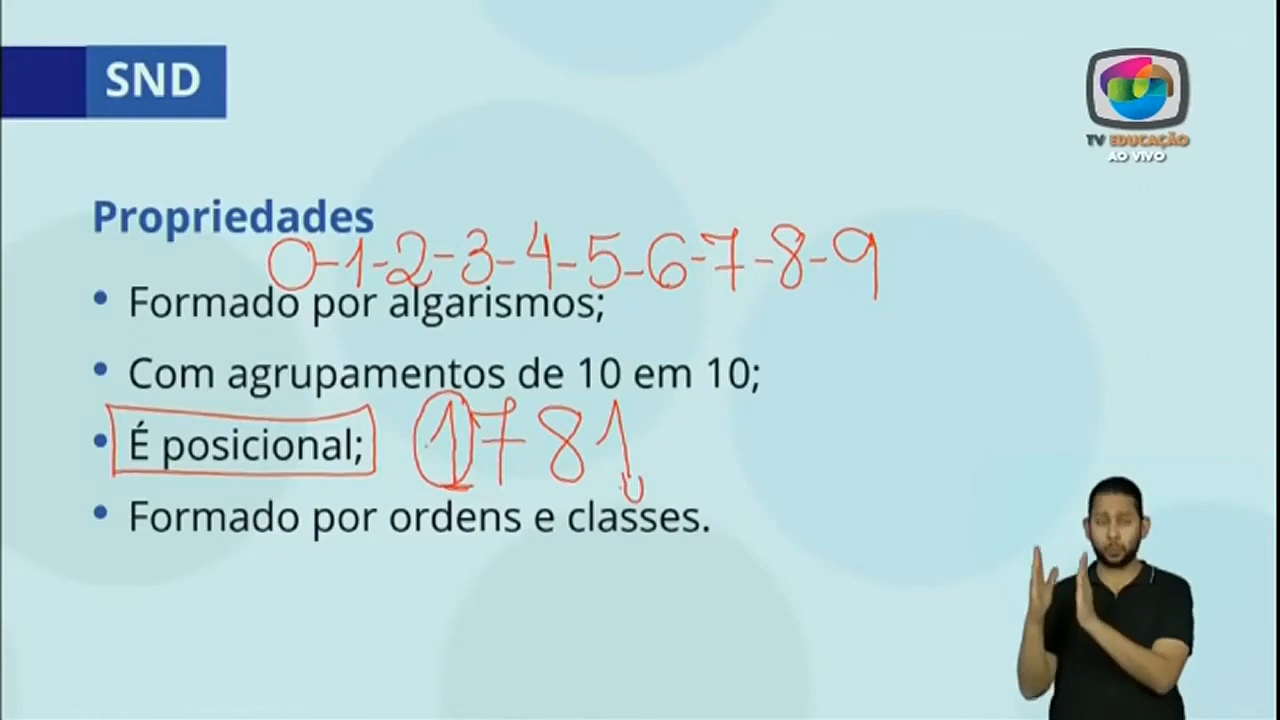 SND
TV EDUCAÇÃO
AO VIVO
Propriedades
0-1-2-3-4-5-6-7-8-9
• Formado por algarismos;
• Com agrupamentos de 10 em 10;
• É posicional; 1781
U
• Formado por ordens e classes.